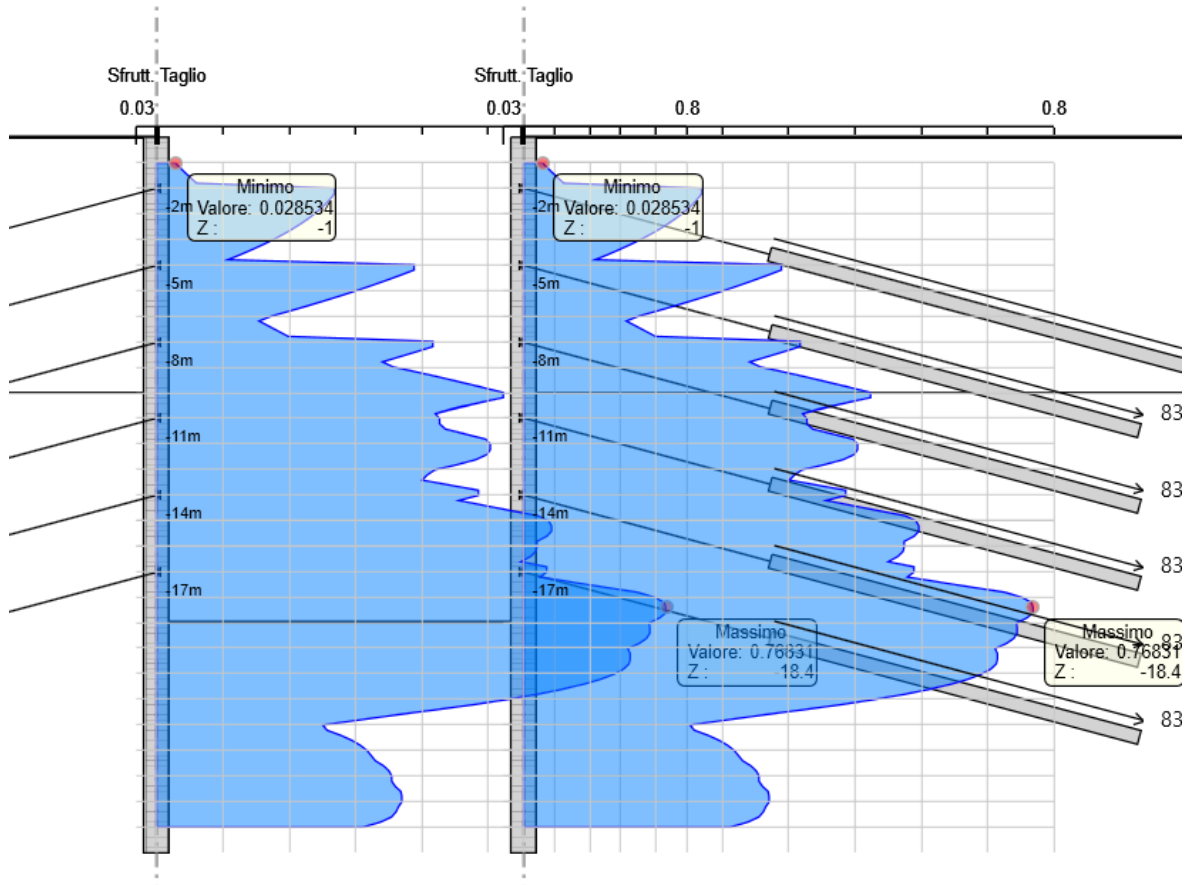 Sfrutt. Taglio
Sfrutt. Taglio
0.03
0.03
0.8
0.8
Minimo
Valore: 0.028534
Z : -1
Minimo
Valore: 0.028534
Z : -1
-2m
-2m
-5m
-5m
-8m
-8m
83
-11m
-11m
83
-14m
-14m
83
-17m
-17m
Massimo
Valore: 0.76831
Z : -18.4
Massimo
Valore: 0.76831
Z : -18.4
83
83